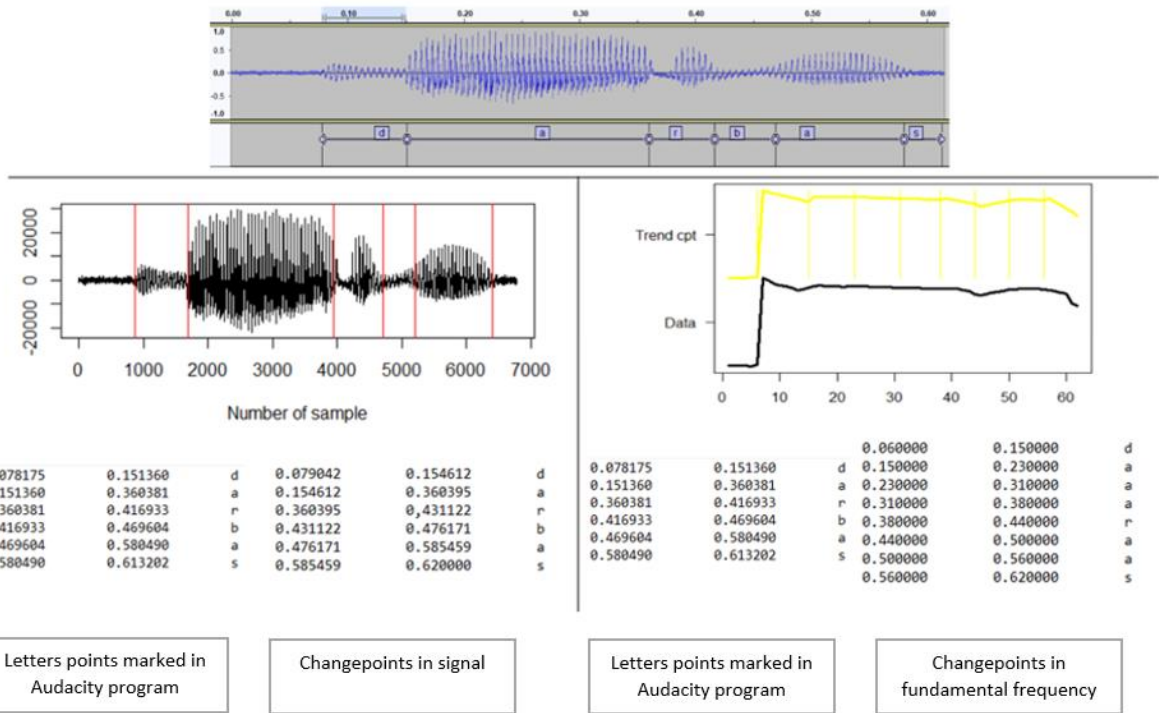 0.00 0.10 0.20 0.30 0.40 0.50 0.60
1.0
0.5
0.0
-0.5
-1.0
d a r b a s
20000
0
-20000
0 1000 2000 3000 4000 5000 6000 7000
Number of sample
Trend cpt
Data
0 10 20 30 40 50 60
078175 0.151360 d 0.079042 0.154612 d
151360 0.360381 a 0.154612 0.360395 a
360381 0.416933 r 0.360395 0,431122 r
416933 0.469604 b 0.431122 0.476171 b
469604 0.580490 a 0.476171 0.585459 a
580490 0.613202 s 0.585459 0.620000 s
0.078175 0.151360 d
0.151360 0.360381 a
0.360381 0.416933 r
0.416933 0.469604 b
0.469604 0.580490 a
0.580490 0.613202 s
0.060000 0.150000 d
0.150000 0.230000 a
0.230000 0.310000 a
0.310000 0.380000 a
0.380000 0.440000 r
0.440000 0.500000 a
0.500000 0.560000 a
0.560000 0.620000 s
Letters points marked in
Audacity program
Changepoints in signal
Letters points marked in
Audacity program
Changepoints in
fundamental frequency